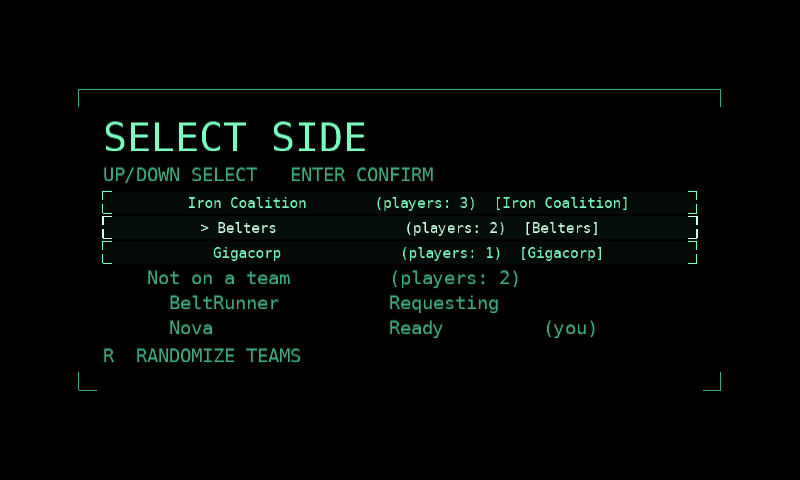 SELECT SIDE
UP/DOWN SELECT   ENTER CONFIRM
Iron Coalition (players: 3) [Iron Coalition]
> Belters (players: 2) [Belters]
Gigacorp (players: 1) [Gigacorp]
Not on a team (players: 2)
BeltRunner Requesting
Nova Ready (you)
R RANDOMIZE TEAMS